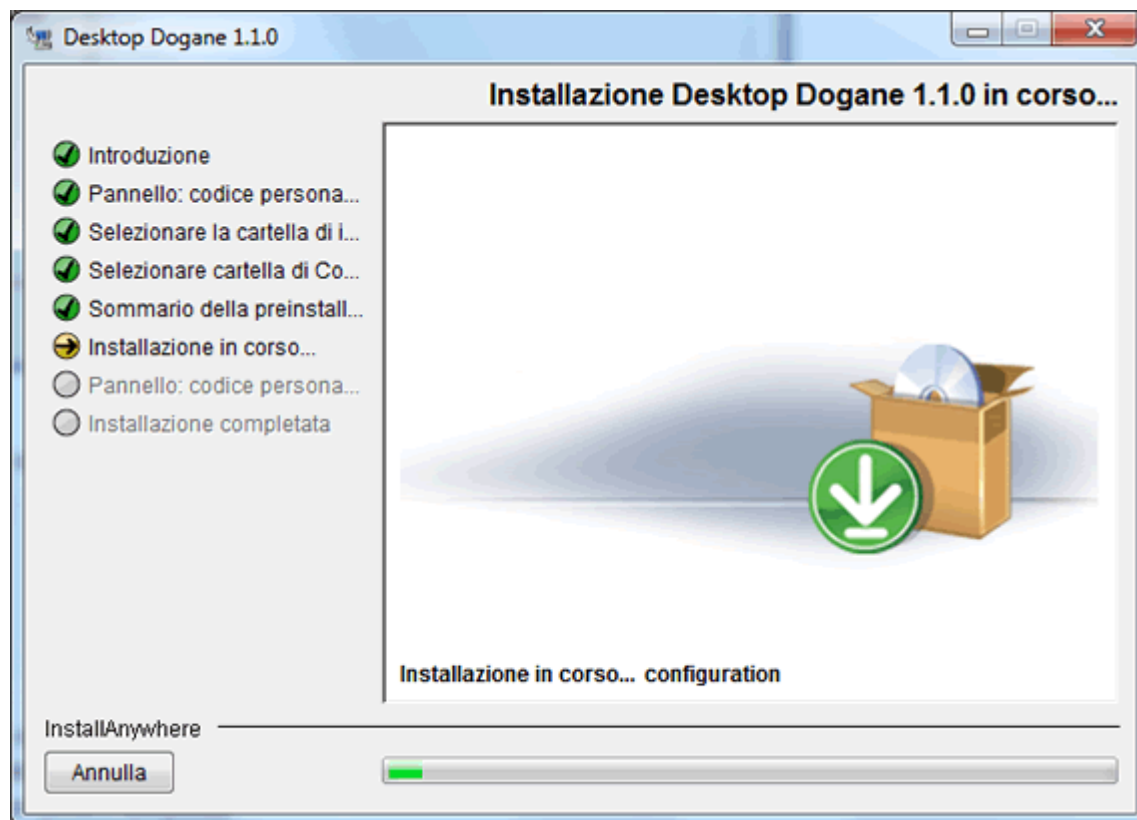 Desktop Dogane 1.1.0
Installazione Desktop Dogane 1.1.0 in corso...
Introduzione
Pannello: codice persona...
Selezionare la cartella di i...
Selezionare cartella di Co...
Sommario della preinstall...
Installazione in corso...
Pannello: codice persona...
Installazione completata
Installazione in corso... configuration
InstallAnywhere
Annulla